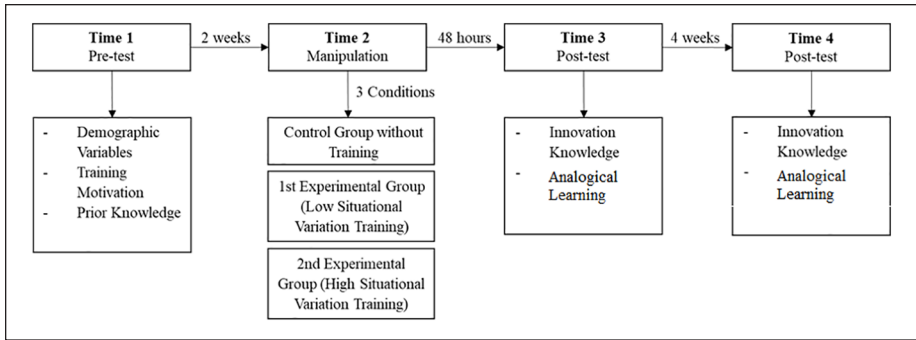 Time 1
Pre-test
2 weeks
Time 2
Manipulation
48 hours
Time 3
Post-test
4 weeks
Time 4
Post-test
3 Conditions
- Demographic
Variables
- Training
Motivation
- Prior Knowledge
Control Group without
Training
1st Experimental Group
(Low Situational
Variation Training)
2nd Experimental
Group (High Situational
Variation Training)
- Innovation
Knowledge
- Analogical
Learning
- Innovation
Knowledge
- Analogical
Learning